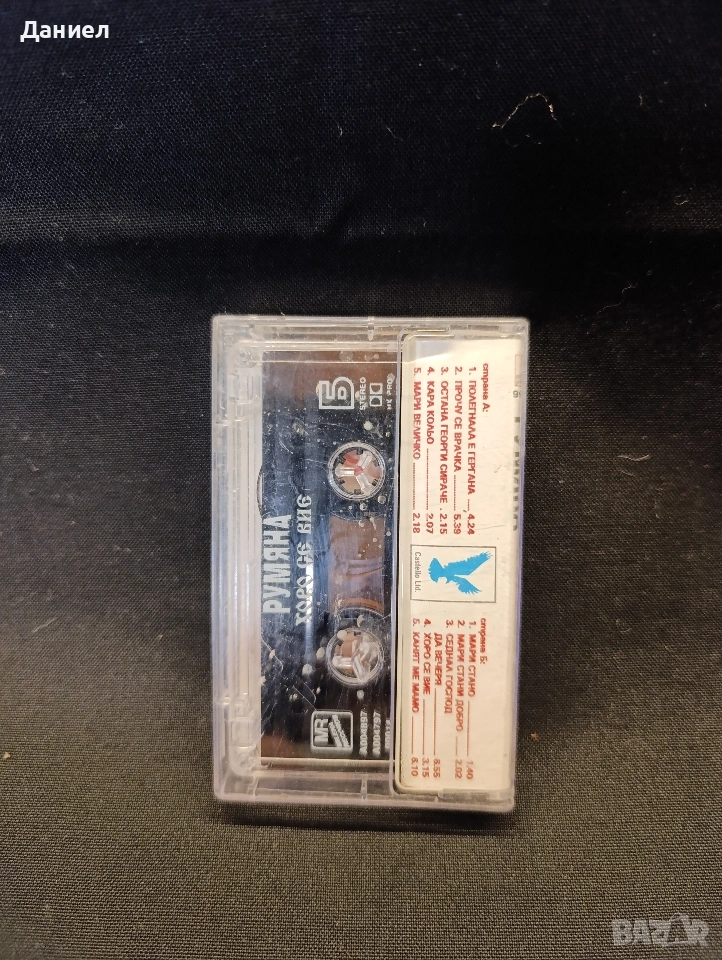 Даниел
страна А:
1. ПОЛЕГНАЛА Е ГЕРГАНА .... 4.24
2. ПРОЧУ СЕ ВРАЧКА ............ 5.39
3. ОСТАНА ГЕОРГИ СИРАЧЕ . 2.15
4. КАРА КОЛЬО ..................... 2.07
5. МАРИ ВЕЛИЧКО ................ 2.18
Castello Ltd.
страна Б:
1. МАРИ СТАНО .................. 1.40
2. МАРИ СТАНИ ДОБРО .... 2.02
3. СЕДНАЛ ГОСПОД
ДА ВЕЧЕРЯ .................... 6.55
4. ХОРО СЕ ВИЕ ................. 3.15
5. КАНЯТ МЕ МАМО .......... 6.10
Б
STEREO
РУМЯНА
ХОРО СЕ ВИЕ
MR
BAZAR